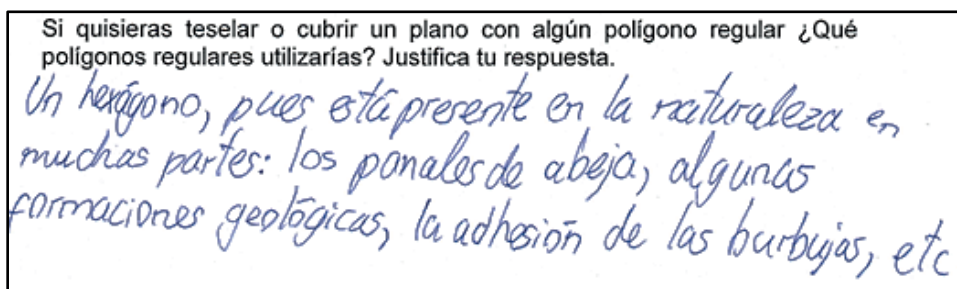 Si quisieras teselar o cubrir un plano con algún polígono regular ¿Qué
polígonos regulares utilizarías? Justifica tu respuesta.
Un hexágono, pues está presente en la naturaleza en
muchas partes: los panales de abeja, algunas
formaciones geológicas, la adhesión de las burbujas, etc